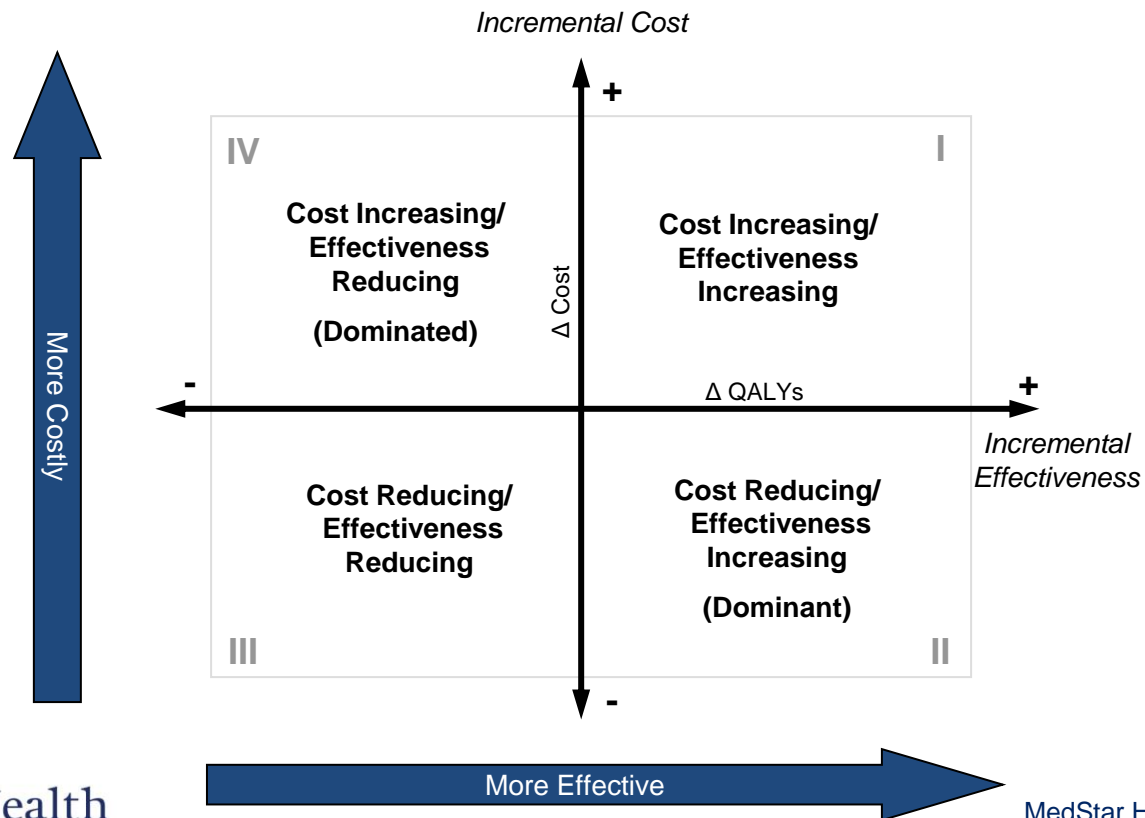 Incremental Cost
+
IV
I
Cost Increasing/
Effectiveness
Reducing
(Dominated)
Cost Increasing/
Effectiveness
Increasing
Δ Cost
More Costly
-
Δ QALYs
+
Incremental
Effectiveness
Cost Reducing/
Effectiveness
Reducing
Cost Reducing/
Effectiveness
Increasing
(Dominant)
III
II
-
More Effective
MedStar H